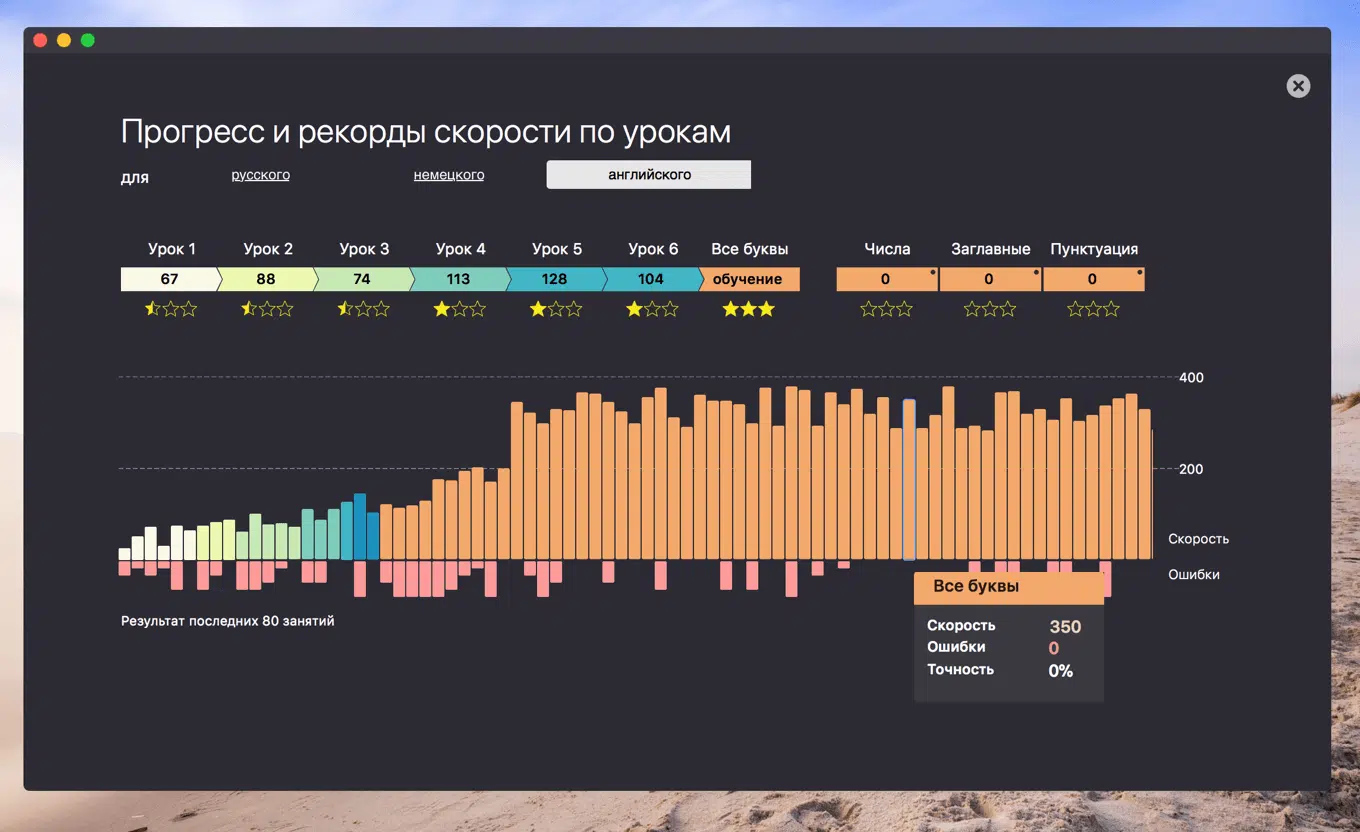 Прогресс и рекорды скорости по урокам
для русского немецкого английского
Урок 1 Урок 2 Урок 3 Урок 4 Урок 5 Урок 6 Все буквы Числа Заглавные Пунктуация
67 88 74 113 128 104 обучение 0 0 0
400
200
Скорость
Ошибки
Все буквы
Результат последних 80 занятий
Скорость 350
Ошибки 0
Точность 0%